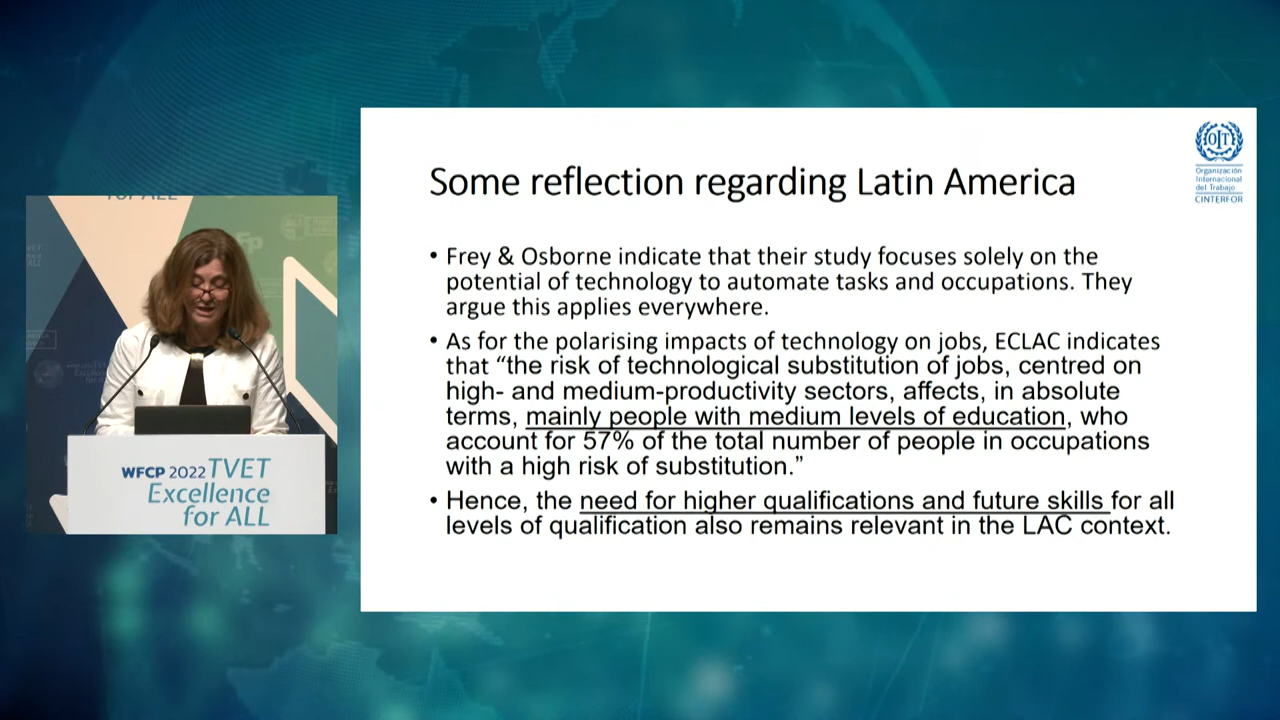 Some reflection regarding Latin America
OIT
Organización
Internacional
del Trabajo
CINTERFOR
• Frey & Osborne indicate that their study focuses solely on the
potential of technology to automate tasks and occupations. They
argue this applies everywhere.
• As for the polarising impacts of technology on jobs, ECLAC indicates
that “the risk of technological substitution of jobs, centred on
high- and medium-productivity sectors, affects, in absolute
terms, mainly people with medium levels of education, who
account for 57% of the total number of people in occupations
with a high risk of substitution.”
• Hence, the need for higher qualifications and future skills for all
levels of qualification also remains relevant in the LAC context.
WFCP 2022 TVET
Excellence
for ALL